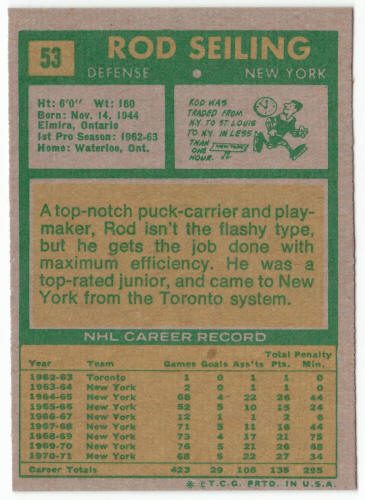 53
ROD SEILING
DEFENSE • NEW YORK
Ht: 6'0" Wt: 180
Born: Nov. 14, 1944
Elmira, Ontario
1st Pro Season: 1962-63
Home: Waterloo, Ont.
ROD WAS
TRADED FROM
N.Y. TO ST. LOUIS
TO N.Y. IN LESS
THAN ONE
HOUR.
NEW YORK
A top-notch puck-carrier and play-
maker, Rod isn't the flashy type,
but he gets the job done with
maximum efficiency. He was a
top-rated junior, and came to New
York from the Toronto system.
NHL CAREER RECORD
Total Penalty
Year Team Games Goals Ass'ts Pts. Min.
1962-63 Toronto 1 0 1 1 0
1963-64 New York 2 0 1 1 0
1964-65 New York 68 4 22 26 44
1965-66 New York 52 5 10 15 24
1966-67 New York 12 1 1 2 6
1967-68 New York 71 5 11 16 44
1968-69 New York 73 4 17 21 75
1969-70 New York 76 5 21 26 68
1970-71 New York 68 5 22 27 34
Career Totals 423 29 106 135 295
* © T.C.G. PRTD. IN U.S.A.